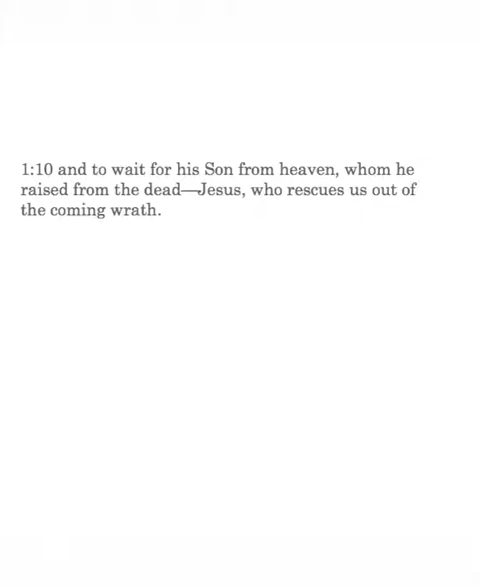 1:10 and to wait for his Son from heaven, whom he
raised from the dead—Jesus, who rescues us out of
the coming wrath.